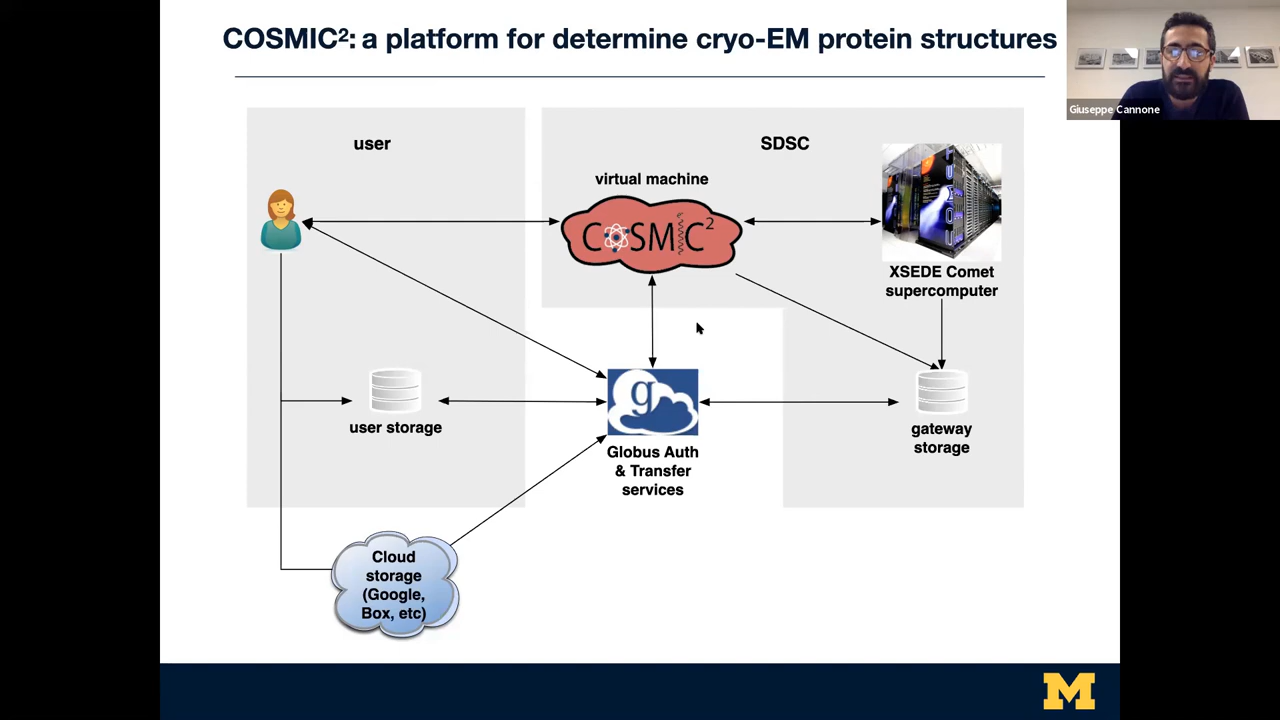 COSMIC²: a platform for determine cryo-EM protein structures
Giuseppe Cannone
user
SDSC
virtual machine
COSMIC²
XSEDE Comet
supercomputer
user storage
g
Globus Auth
& Transfer
services
gateway
storage
Cloud
storage
(Google,
Box, etc)
M